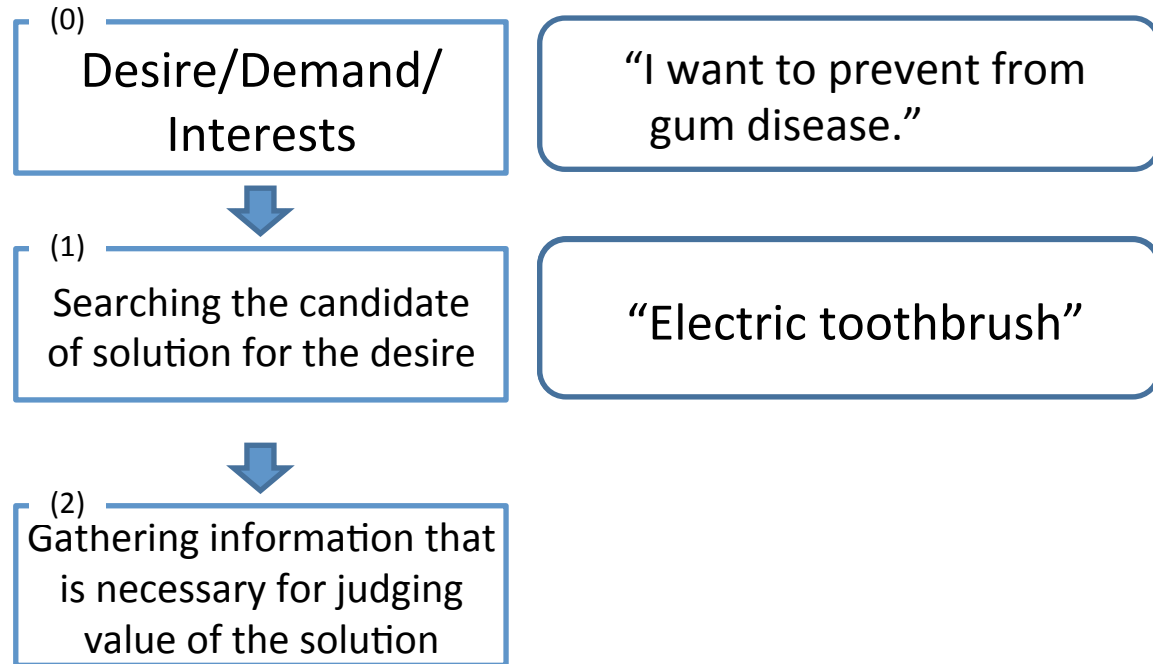 (0)
Desire/Demand/
Interests
“I want to prevent from
gum disease.”
(1)
Searching the candidate
of solution for the desire
“Electric toothbrush”
(2)
Gathering information that
is necessary for judging
value of the solution